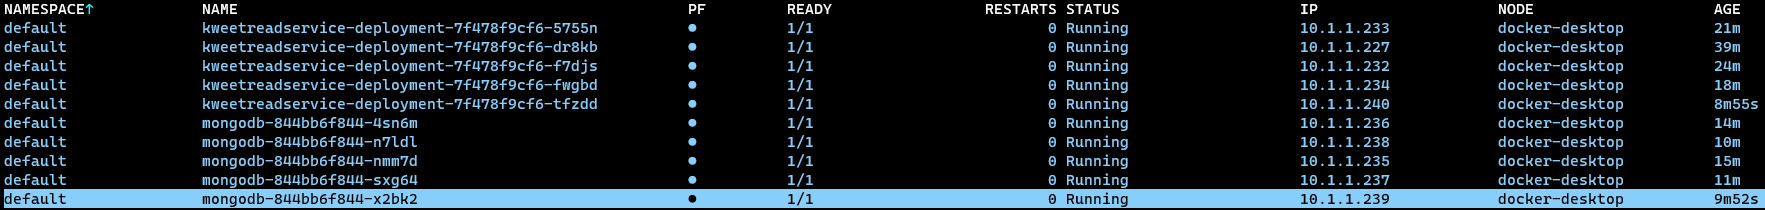 NAMESPACE↑ NAME PF READY RESTARTS STATUS IP NODE AGE
default kweetreadservice-deployment-7f478f9cf6-5755n ● 1/1 0 Running 10.1.1.233 docker-desktop 21m
default kweetreadservice-deployment-7f478f9cf6-dr8kb ● 1/1 0 Running 10.1.1.227 docker-desktop 39m
default kweetreadservice-deployment-7f478f9cf6-f7djs ● 1/1 0 Running 10.1.1.232 docker-desktop 24m
default kweetreadservice-deployment-7f478f9cf6-fwgbd ● 1/1 0 Running 10.1.1.234 docker-desktop 18m
default kweetreadservice-deployment-7f478f9cf6-tfzdd ● 1/1 0 Running 10.1.1.240 docker-desktop 8m55s
default mongodb-844bb6f844-4sn6m ● 1/1 0 Running 10.1.1.236 docker-desktop 14m
default mongodb-844bb6f844-n7ldl ● 1/1 0 Running 10.1.1.238 docker-desktop 10m
default mongodb-844bb6f844-nmm7d ● 1/1 0 Running 10.1.1.235 docker-desktop 15m
default mongodb-844bb6f844-sxg64 ● 1/1 0 Running 10.1.1.237 docker-desktop 11m
default mongodb-844bb6f844-x2bk2 ● 1/1 0 Running 10.1.1.239 docker-desktop 9m52s